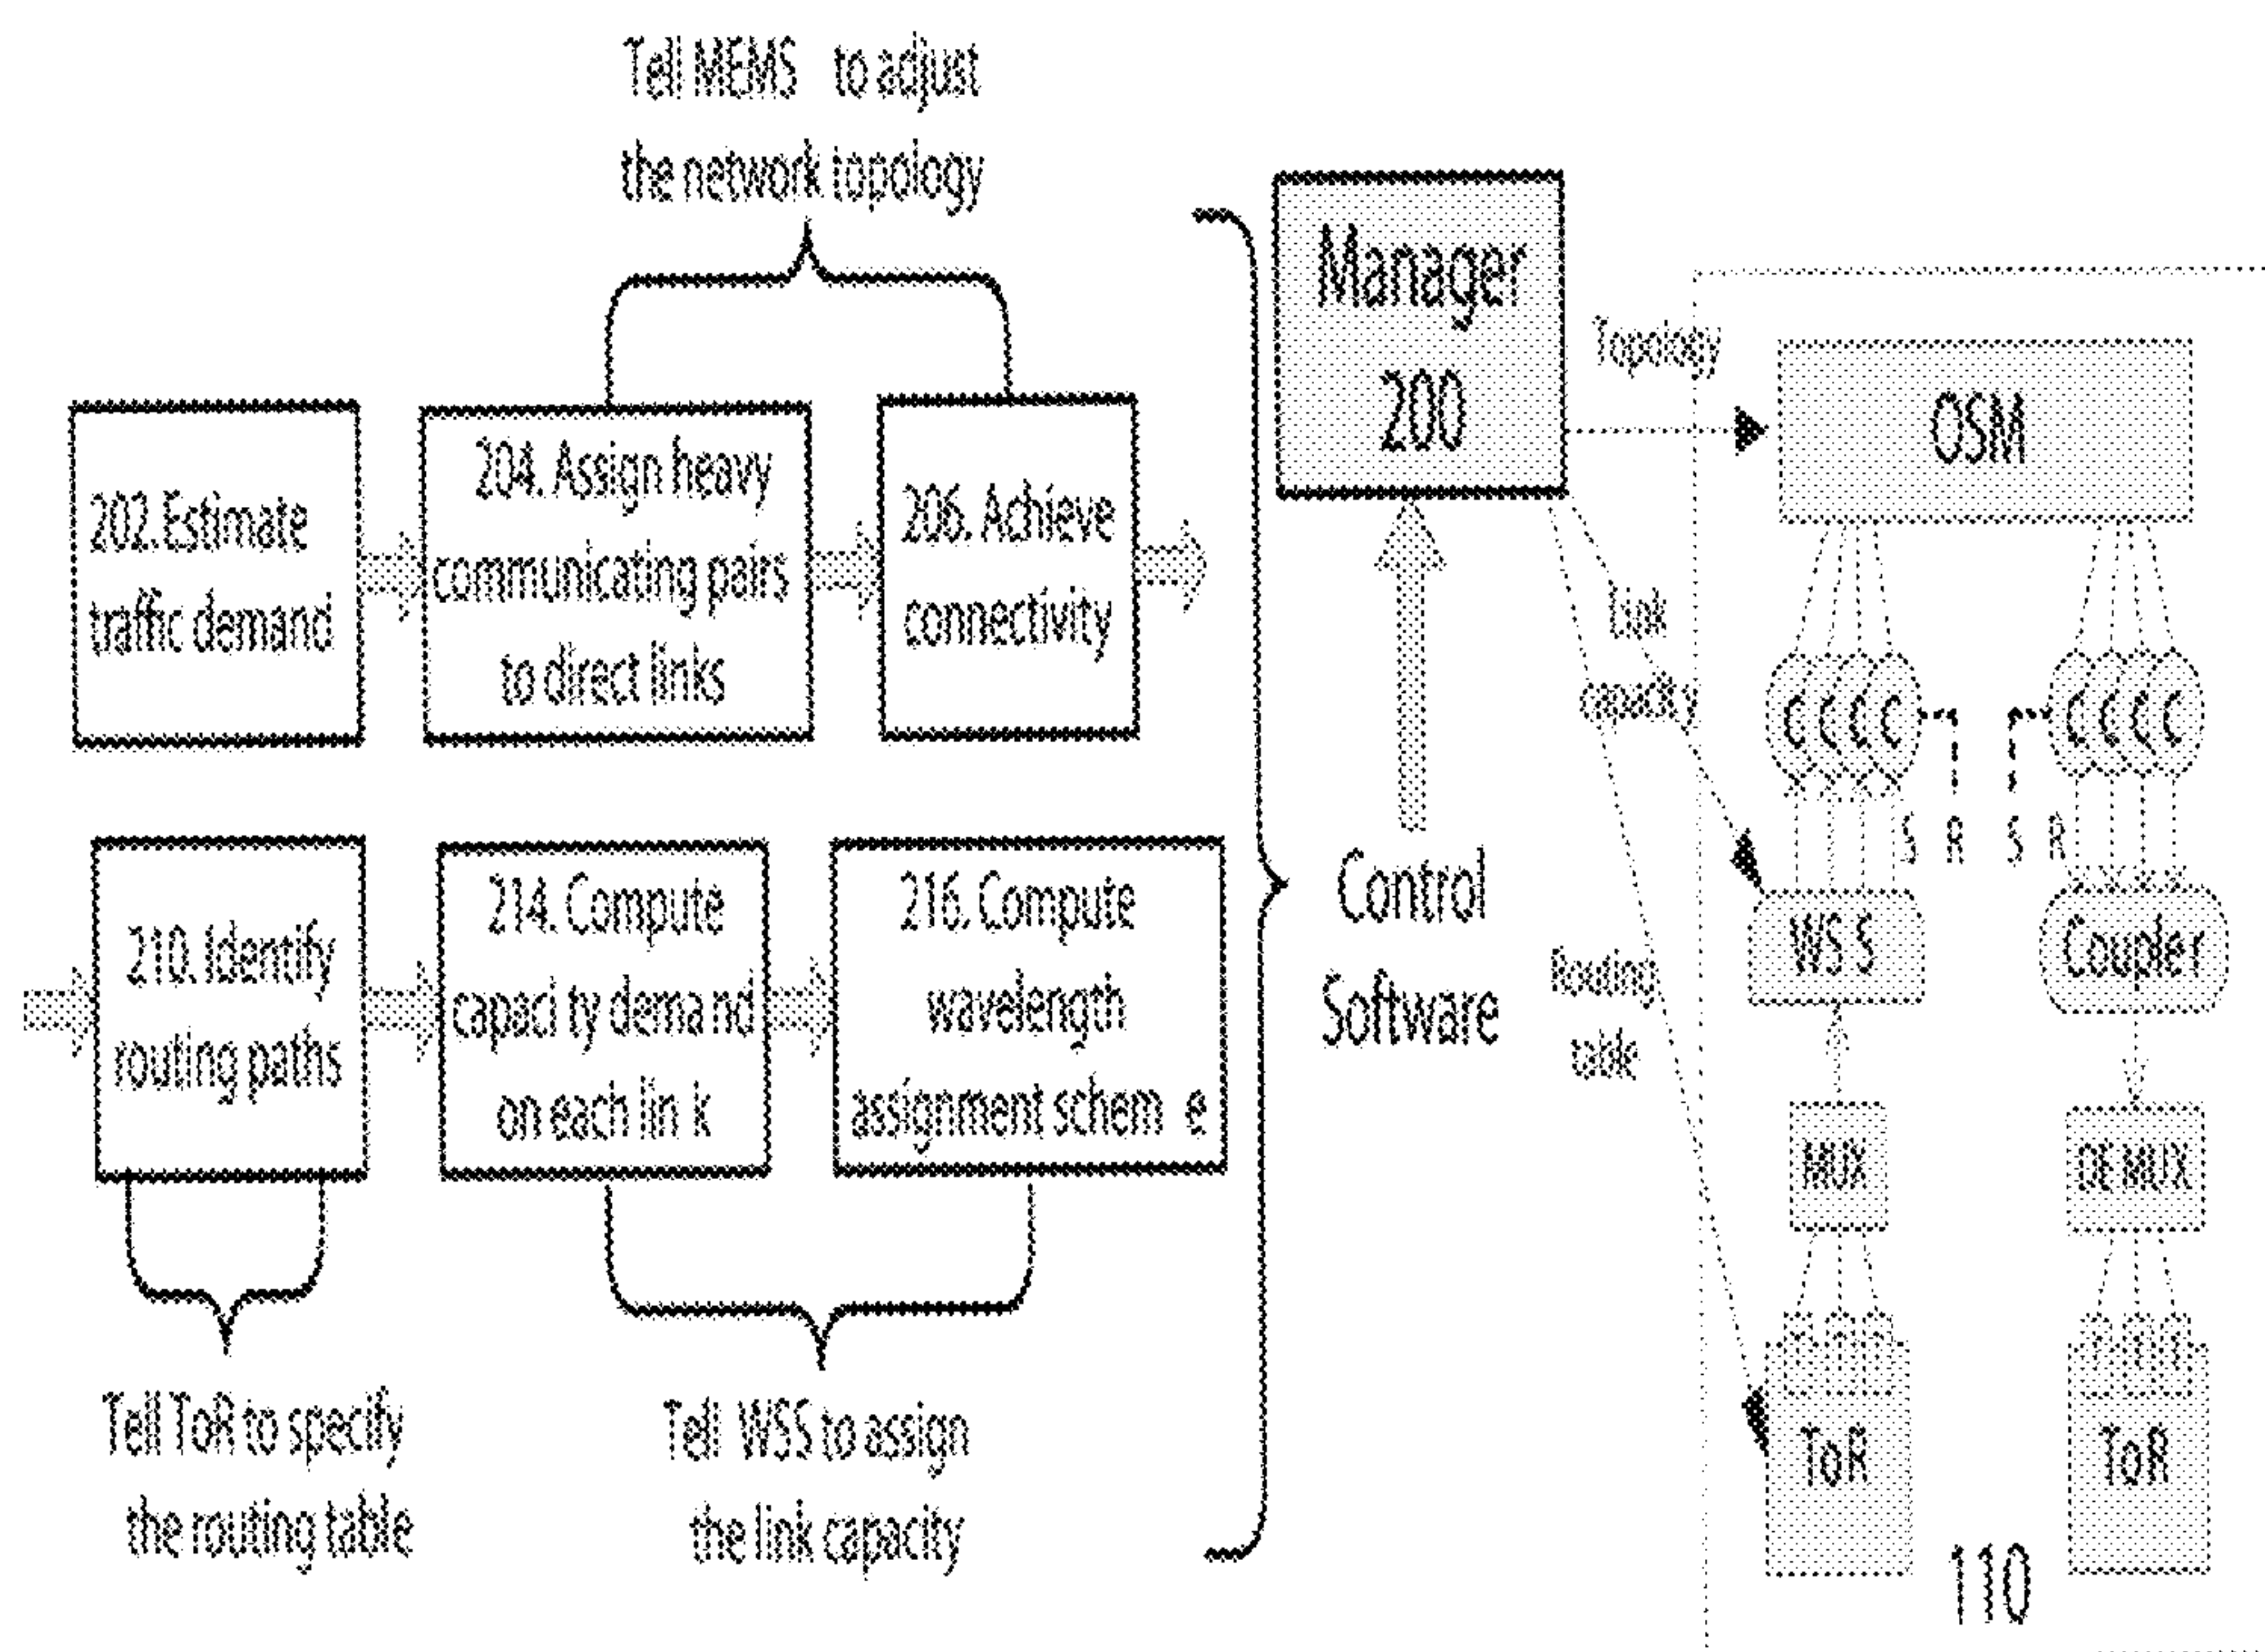 Tell MEMS to adjust
the network topology
202. Estimate
traffic demand
204. Assign heavy
communicating pairs
to direct links
206. Achieve
connectivity
210. Identify
routing paths
214. Compute
capaci ty dema nd
on each lin k
216. Compute
wavelength
assignment schem e
Tell ToR to specify
the routing table
Tell WSS to assign
the link capacity
Manager
200
Control
Software
Topology
Link
capacity
Routing
table
OSM
C C C C
C C C C
S R S R
WS S
Coupler
MUX
DE MUX
ToR
ToR
110